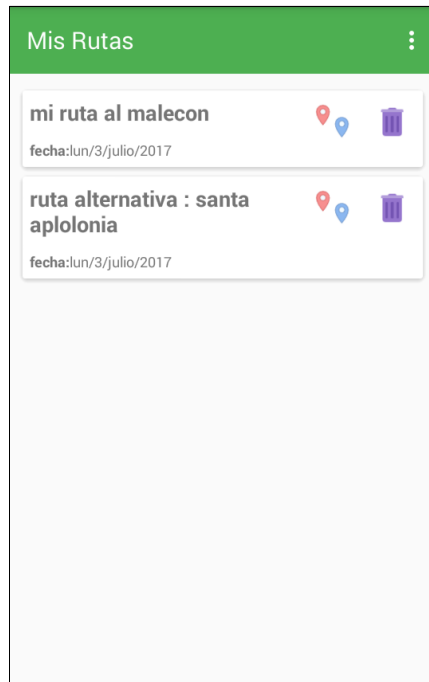 Mis Rutas
mi ruta al malecon
fecha:lun/3/julio/2017
ruta alternativa : santa
aplolonia
fecha:lun/3/julio/2017